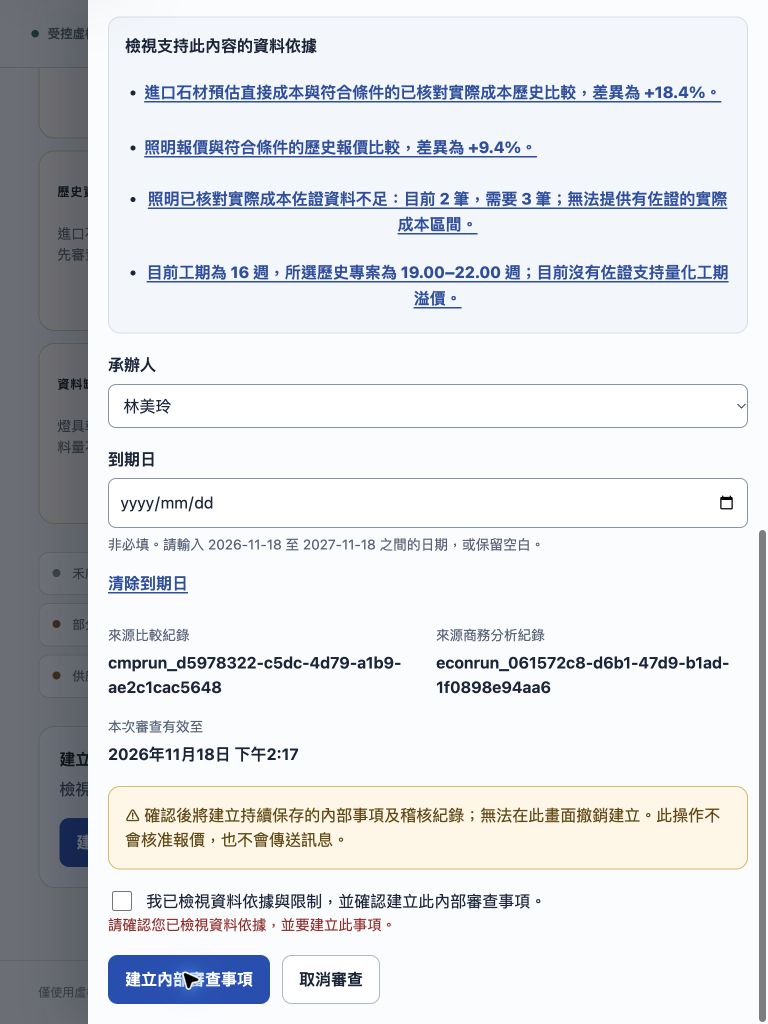 受控虛
檢視支持此內容的資料依據
進口石材預估直接成本與符合條件的已核對實際成本歷史比較，差異為 +18.4%。
照明報價與符合條件的歷史報價比較，差異為 +9.4%。
照明已核對實際成本佐證資料不足：目前 2 筆，需要 3 筆；無法提供有佐證的實際
成本區間。
目前工期為 16 週，所選歷史專案為 19.00–22.00 週；目前沒有佐證支持量化工期
溢價。
歷史
進口
先審
資料
燈具
料量
承辦人
林美玲
到期日
yyyy/mm/dd
非必填。請輸入 2026-11-18 至 2027-11-18 之間的日期，或保留空白。
清除到期日
禾
部
供
來源比較紀錄
cmprun_d5978322-c5dc-4d79-a1b9-
ae2c1cac5648
來源商務分析紀錄
econrun_061572c8-d6b1-47d9-b1ad-
1f0898e94aa6
本次審查有效至
2026年11月18日 下午2:17
建立
檢視
建
⚠ 確認後將建立持續保存的內部事項及稽核紀錄；無法在此畫面撤銷建立。此操作不
會核准報價，也不會傳送訊息。
我已檢視資料依據與限制，並確認建立此內部審查事項。
請確認您已檢視資料依據，並要建立此事項。
建立內部審查事項
取消審查
僅使用虛